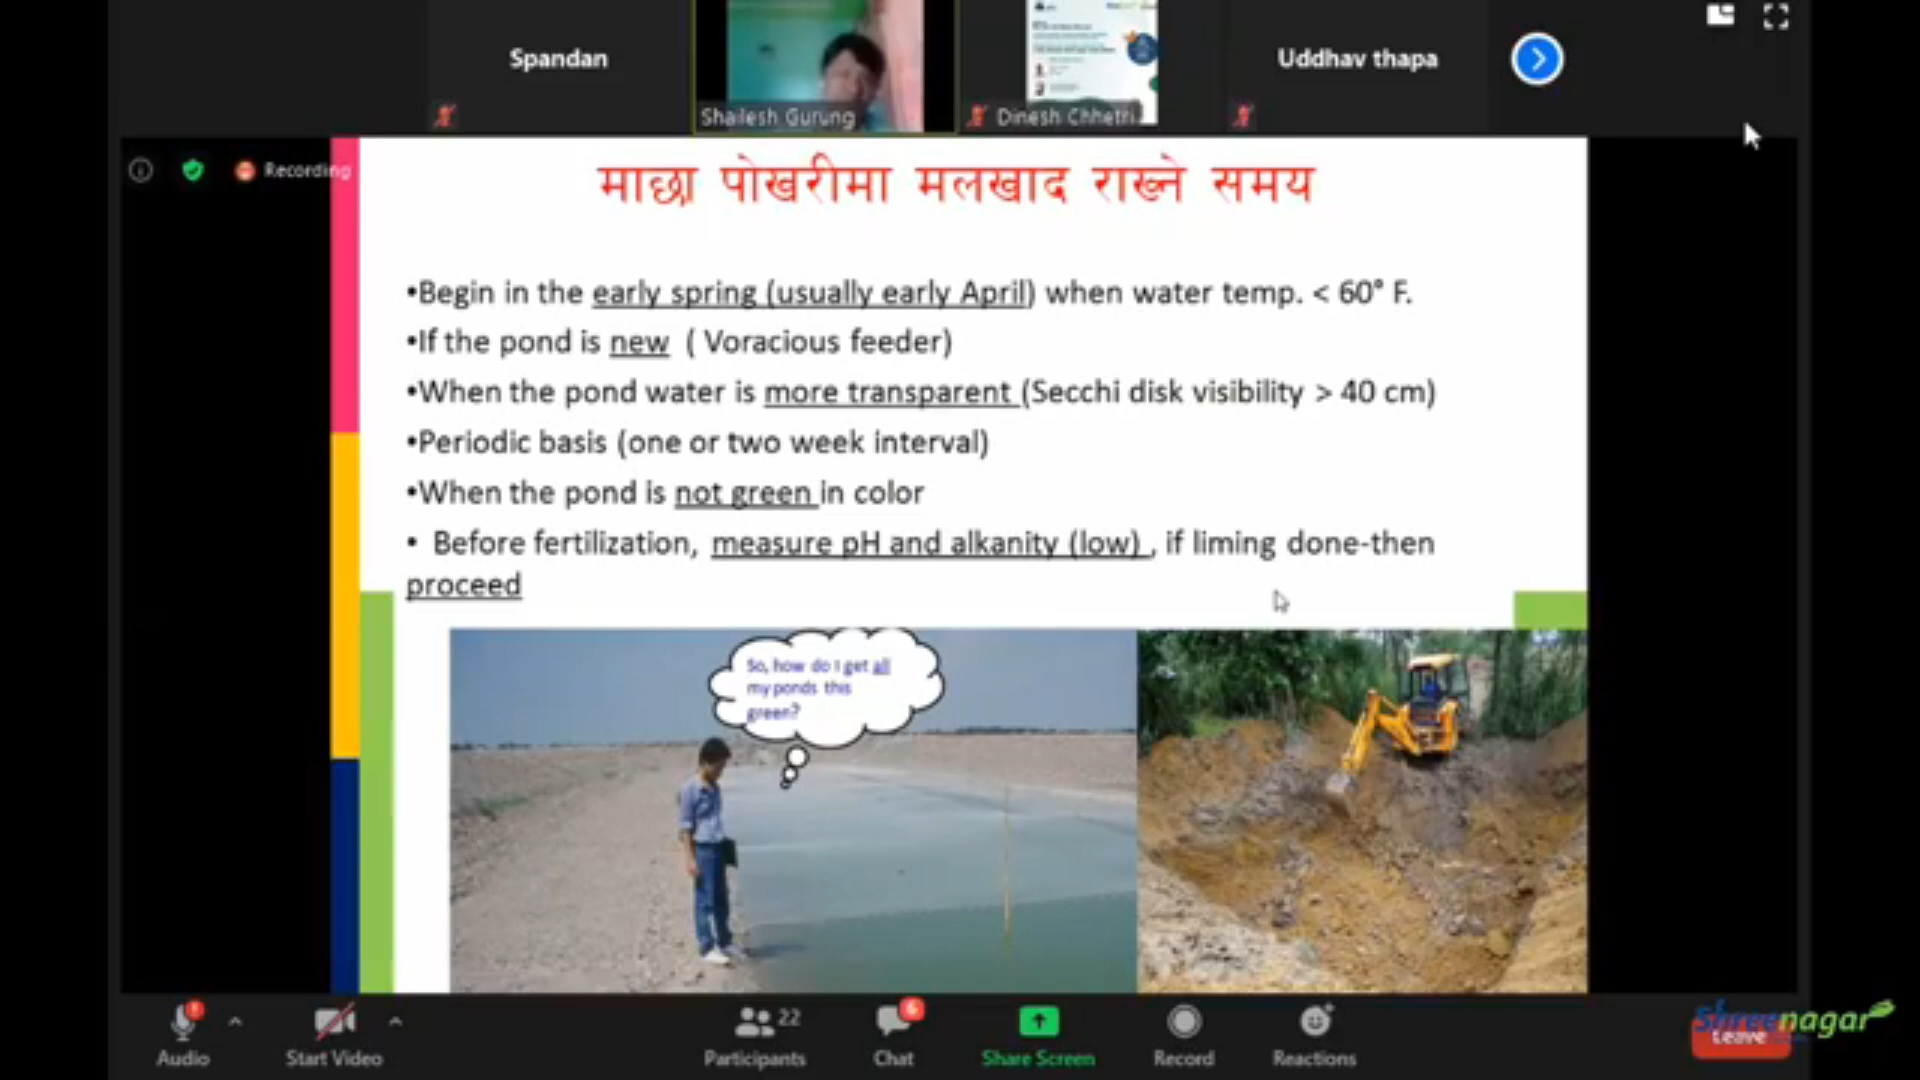 Spandan
Shailesh Gurung
Dinesh Chhetri
Uddhav thapa
Recording
माछा पोखरीमा मलखाद राख्ने समय
•Begin in the early spring (usually early April) when water temp. < 60° F.
•If the pond is new ( Voracious feeder)
•When the pond water is more transparent (Secchi disk visibility > 40 cm)
•Periodic basis (one or two week interval)
•When the pond is not green in color
• Before fertilization, measure pH and alkanity (low) , if liming done-then
proceed
So, how do I get all
my ponds this
green?
Audio
Start Video
Participants
22
Chat
6
Share Screen
Record
Reactions
Leave
Shreenagar